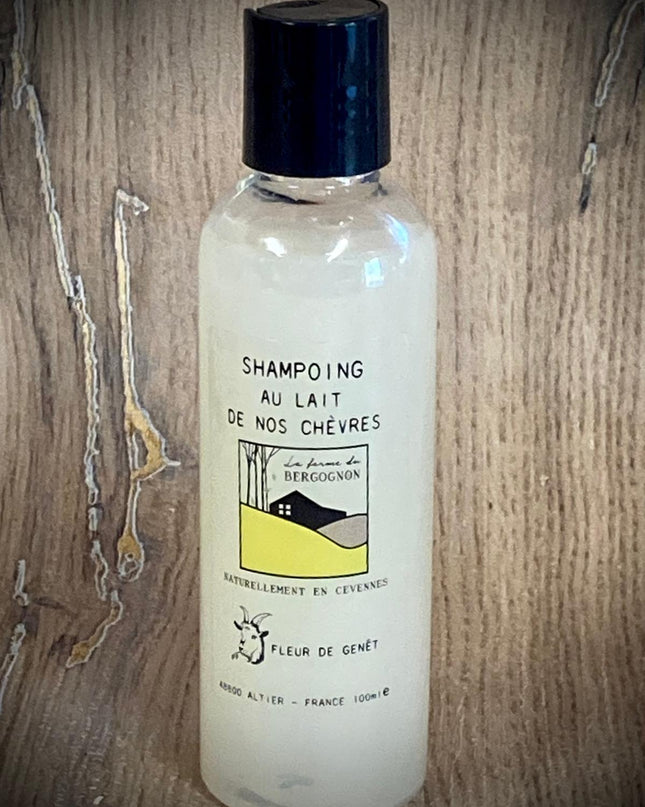 SHAMPOING
AU LAIT
DE NOS CHÈVRES
La ferme du
BERGOGNON
NATURELLEMENT EN CEVENNES
FLEUR DE GENÊT
48800 ALTIER – FRANCE 100ml e